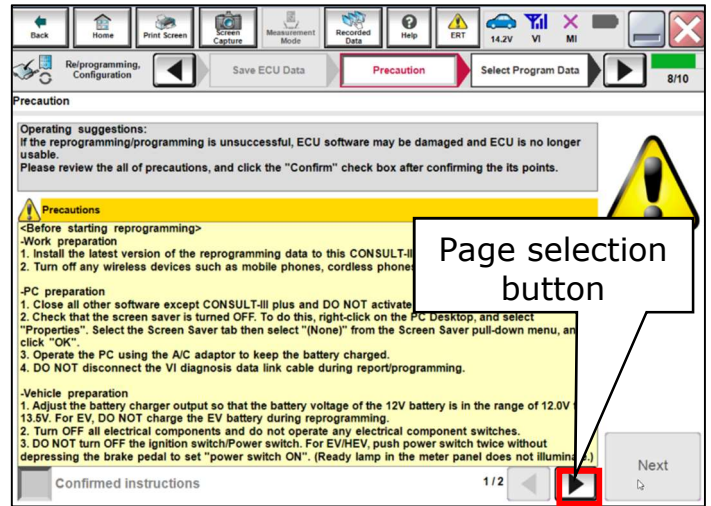 Back
Home
Print Screen
Screen Capture
Measurement Mode
Recorded Data
Help
ERT
14.2V
VI
MI
Re/programming, Configuration
Save ECU Data
Precaution
Select Program Data
8/10
Precaution
Operating suggestions:
If the reprogramming/programming is unsuccessful, ECU software may be damaged and ECU is no longer
usable.
Please review the all of precautions, and click the "Confirm" check box after confirming the its points.
Precautions
<Before starting reprogramming>
-Work preparation
1. Install the latest version of the reprogramming data to this CONSULT-II
2. Turn off any wireless devices such as mobile phones, cordless phone
-PC preparation
1. Close all other software except CONSULT-III plus and DO NOT activate
2. Check that the screen saver is turned OFF. To do this, right-click on the PC Desktop, and select
"Properties". Select the Screen Saver tab then select "(None)" from the Screen Saver pull-down menu, an
click "OK".
3. Operate the PC using the A/C adaptor to keep the battery charged.
4. DO NOT disconnect the VI diagnosis data link cable during report/programming.
-Vehicle preparation
1. Adjust the battery charger output so that the battery voltage of the 12V battery is in the range of 12.0V
13.5V. For EV, DO NOT charge the EV battery during reprogramming.
2. Turn OFF all electrical components and do not operate any electrical component switches.
3. DO NOT turn OFF the ignition switch/Power switch. For EV/HEV, push power switch twice without
depressing the brake pedal to set "power switch ON". (Ready lamp in the meter panel does not illuminate.)
Page selection
button
Confirmed instructions
1/2
Next